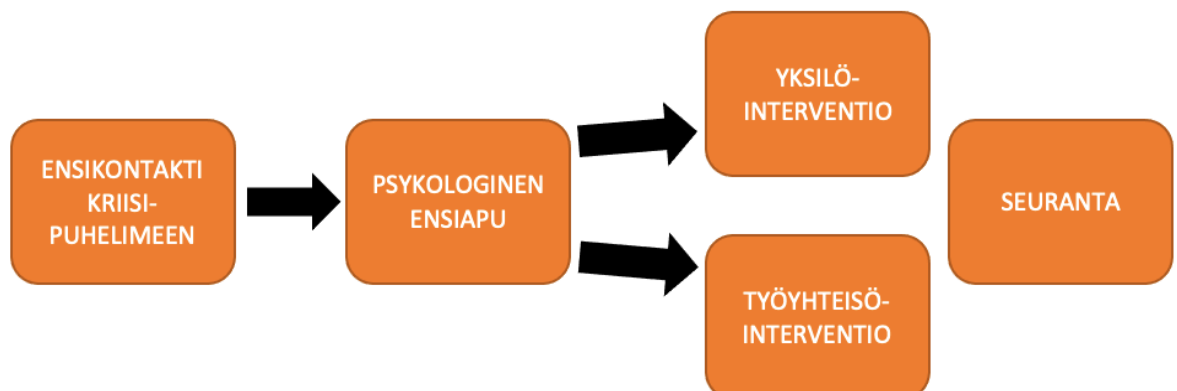 ENSIKONTAKTI
KRIISI-
PUHELIMEEN
PSYKOLOGINEN
ENSIAPU
YKSILÖ-
INTERVENTIO
TYÖYHTEISÖ-
INTERVENTIO
SEURANTA